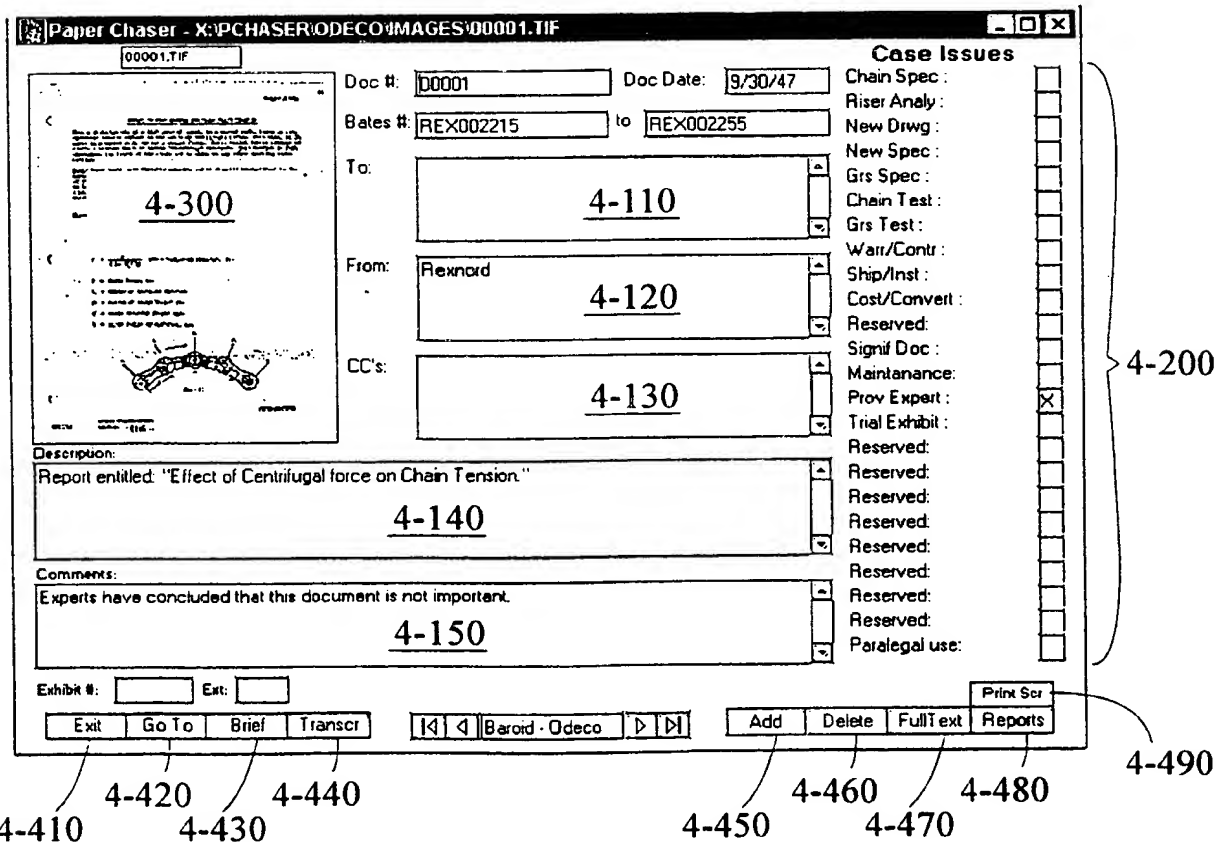 Paper Chaser - X:\PCHASER\ODECO\IMAGES\00001.TIF
00001.TIF
Doc #: 00001 Doc Date: 9/30/47
Bates #: REX002215 to REX002255
To:
4-110
From: Rexnord
4-120
CC's:
4-130
4-300
Description:
Report entitled: "Effect of Centrifugal force on Chain Tension."
4-140
Comments:
Experts have concluded that this document is not important.
4-150
Case Issues
Chain Spec :
Riser Analy :
New Drwg :
New Spec :
Grs Spec :
Chain Test :
Grs Test :
Warr/Contr :
Ship/Inst :
Cost/Convert :
Reserved:
Signif Doc :
Maintanance:
Prov Expert : X
Trial Exhibit :
Reserved:
Reserved:
Reserved:
Reserved:
Reserved:
Reserved:
Reserved:
Reserved:
Paralegal use:
4-200
Exhibit #: Ext:
Print Scr
Exit Go To Brief Transcr Baroid - Odeco Add Delete FullText Reports
4-490
4-420 4-440 4-460 4-480
4-410 4-430 4-450 4-470